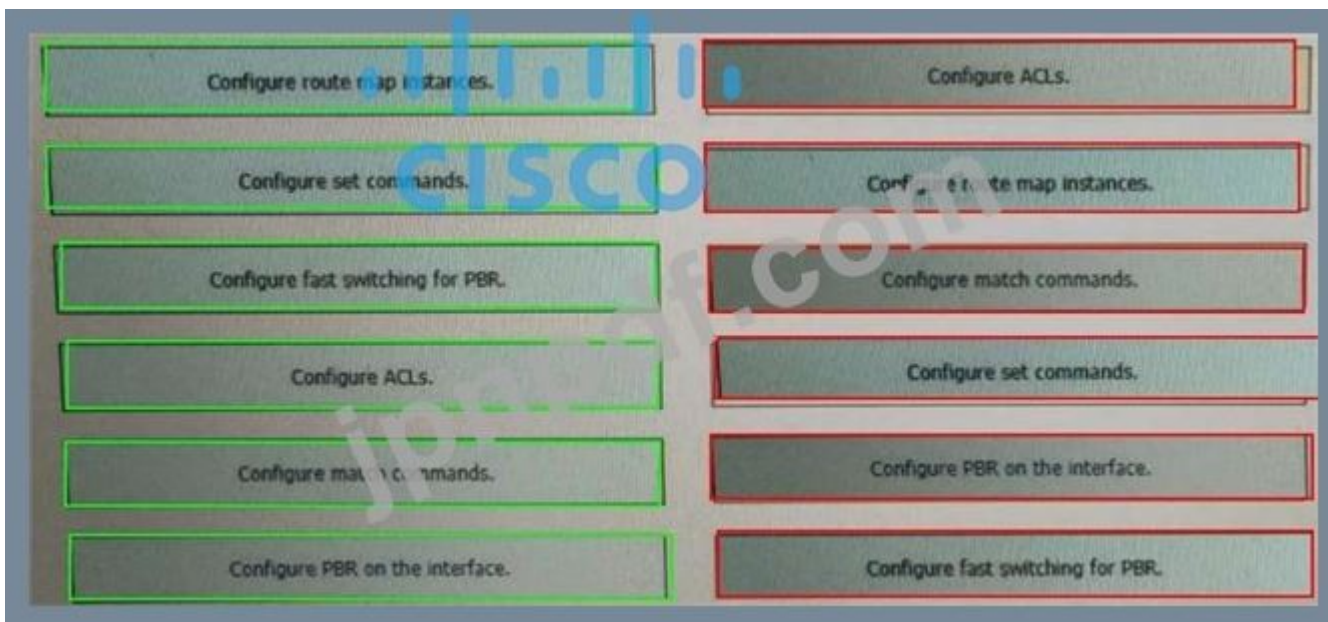 Configure route map instances.
Configure set commands.
Configure fast switching for PBR.
Configure ACLs.
Configure match commands.
Configure PBR on the interface.
Configure ACLs.
Configure route map instances.
Configure match commands.
Configure set commands.
Configure PBR on the interface.
Configure fast switching for PBR.
CISCO